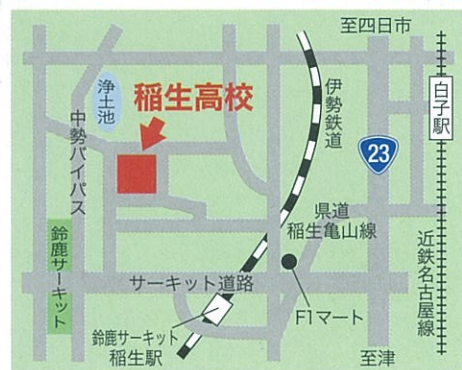 至四日市
浄土池
稲生高校
伊勢鉄道
白子駅
中勢バイパス
23
県道
稲生亀山線
鈴鹿サーキット
近鉄名古屋線
サーキット道路
F1マート
鈴鹿サーキット
稲生駅
至津